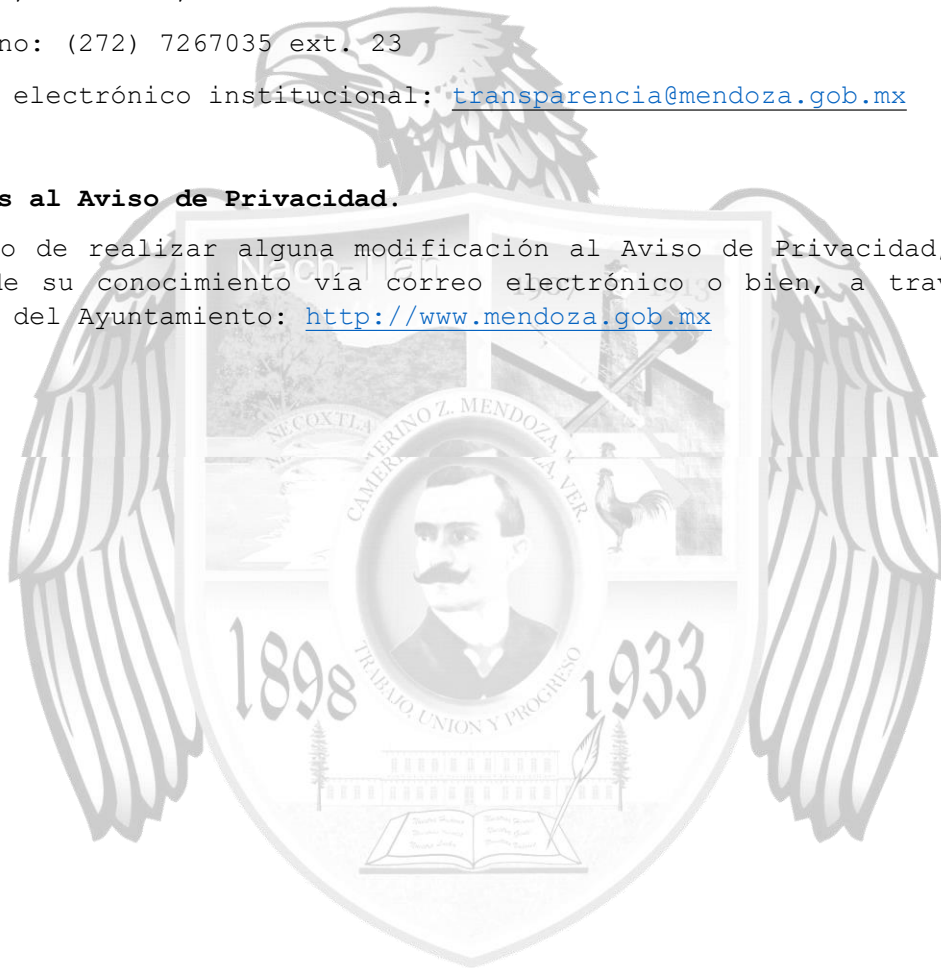 no: (272) 7267035 ext. 23
electrónico institucional: transparencia@mendoza.gob.mx
s al Aviso de Privacidad.
o de realizar alguna modificación al Aviso de Privacidad,
de su conocimiento vía correo electrónico o bien, a trav
del Ayuntamiento: http://www.mendoza.gob.mx
NECOXTLA
CAMERINO Z. MENDOZA, VER.
1898
1933
TRABAJO, UNION Y PROGRESO